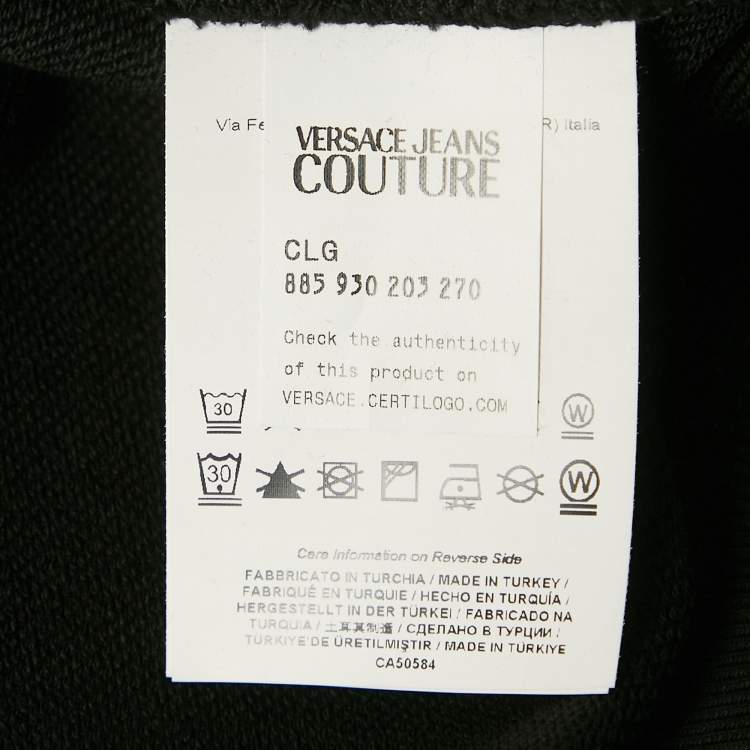 Via Fe R) Italia
VERSACE JEANS
COUTURE
CLG
885 930 203 270
Check the authenticity
of this product on
VERSACE.CERTILOGO.COM
30 W
30 W
Care Information on Reverse Side
FABBRICATO IN TURCHIA / MADE IN TURKEY /
FABRIQUÉ EN TURQUIE / HECHO EN TURQUÍA /
HERGESTELLT IN DER TÜRKEI / FABRICADO NA
TURQUIA / 土耳其制造 / СДЕЛАНО В ТУРЦИИ /
TÜRKIYE'DE ÜRETILMIŞTIR / MADE IN TÜRKIYE
CA50584